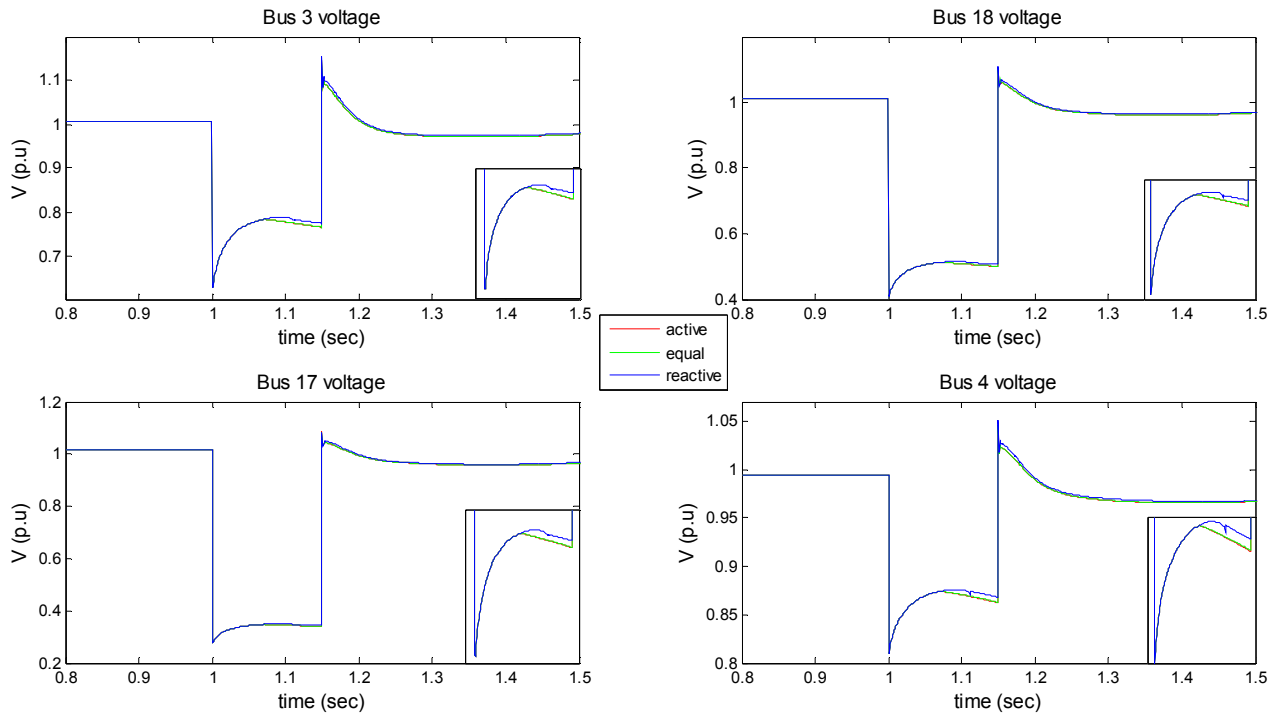 Bus 3 voltage
V (p.u)
1.1
1
0.9
0.8
0.7
0.8 0.9 1 1.1 1.2 1.3 1.4 1.5
time (sec)
Bus 18 voltage
V (p.u)
1
0.8
0.6
0.4
0.8 0.9 1 1.1 1.2 1.3 1.4 1.5
time (sec)
active
equal
reactive
Bus 17 voltage
V (p.u)
1.2
1
0.8
0.6
0.4
0.2
0.8 0.9 1 1.1 1.2 1.3 1.4 1.5
time (sec)
Bus 4 voltage
V (p.u)
1.05
1
0.95
0.9
0.85
0.8
0.8 0.9 1 1.1 1.2 1.3 1.4 1.5
time (sec)